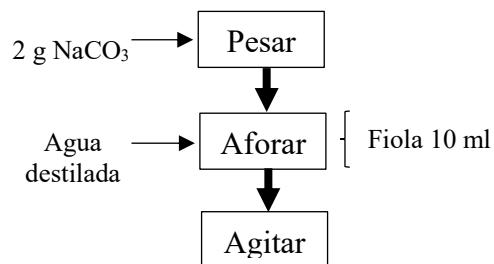 2 g NaCO₃
Pesar
Agua
destilada
Aforar
Fiola 10 ml
Agitar